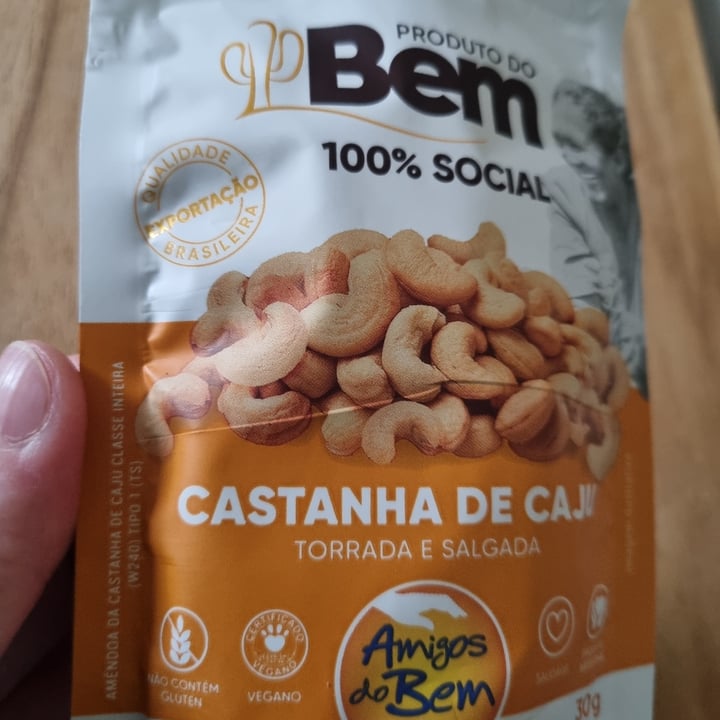 PRODUTO DO
Bem
100% SOCIAL
QUALIDADE
EXPORTAÇÃO
BRASILEIRA
AMÊNDOA DA CASTANHA DE CAJU CLASSE INTEIRA
(W240) TIPO 1 (TS)
CASTANHA DE CAJU
TORRADA E SALGADA
NÃO CONTÉM
GLÚTEN
CERTIFICADO
VEGANO
VEGANO
Amigos
do Bem
30g